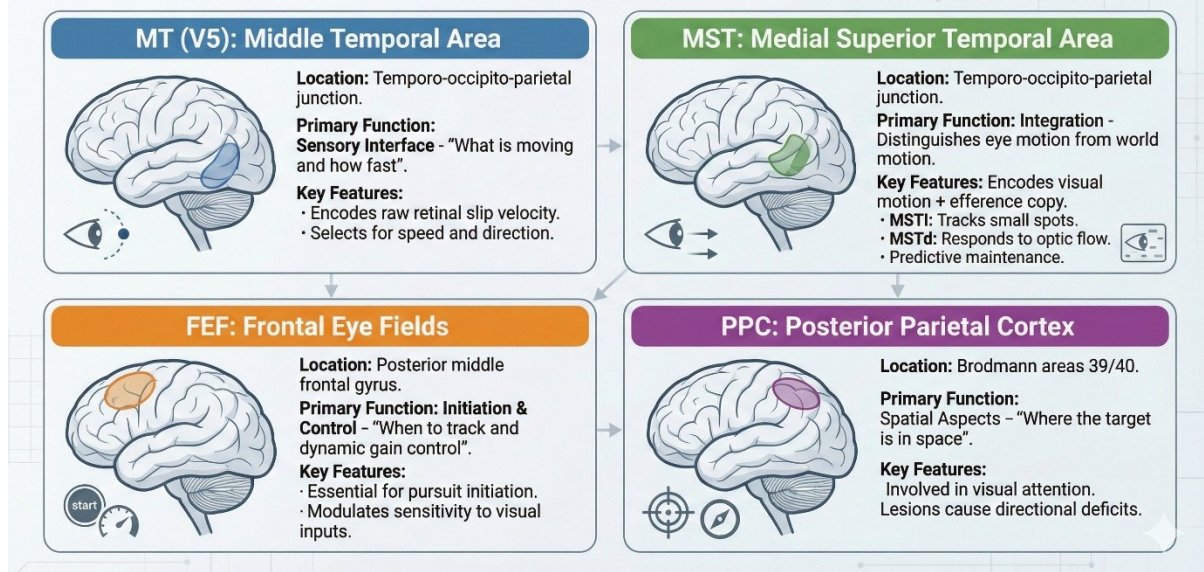 MT (V5): Middle Temporal Area
Location: Temporo-occipito-parietal
junction.
Primary Function:
Sensory Interface - “What is moving
and how fast”.
Key Features:
· Encodes raw retinal slip velocity.
· Selects for speed and direction.
MST: Medial Superior Temporal Area
Location: Temporo-occipito-parietal
junction.
Primary Function: Integration -
Distinguishes eye motion from world
motion.
Key Features: Encodes visual
motion + efference copy.
• MSTl: Tracks small spots.
• MSTd: Responds to optic flow.
• Predictive maintenance.
FEF: Frontal Eye Fields
Location: Posterior middle
frontal gyrus.
Primary Function: Initiation &
Control – “When to track and
dynamic gain control”.
Key Features:
· Essential for pursuit initiation.
· Modulates sensitivity to visual
inputs.
start
PPC: Posterior Parietal Cortex
Location: Brodmann areas 39/40.
Primary Function:
Spatial Aspects – “Where the target
is in space”.
Key Features:
Involved in visual attention.
Lesions cause directional deficits.